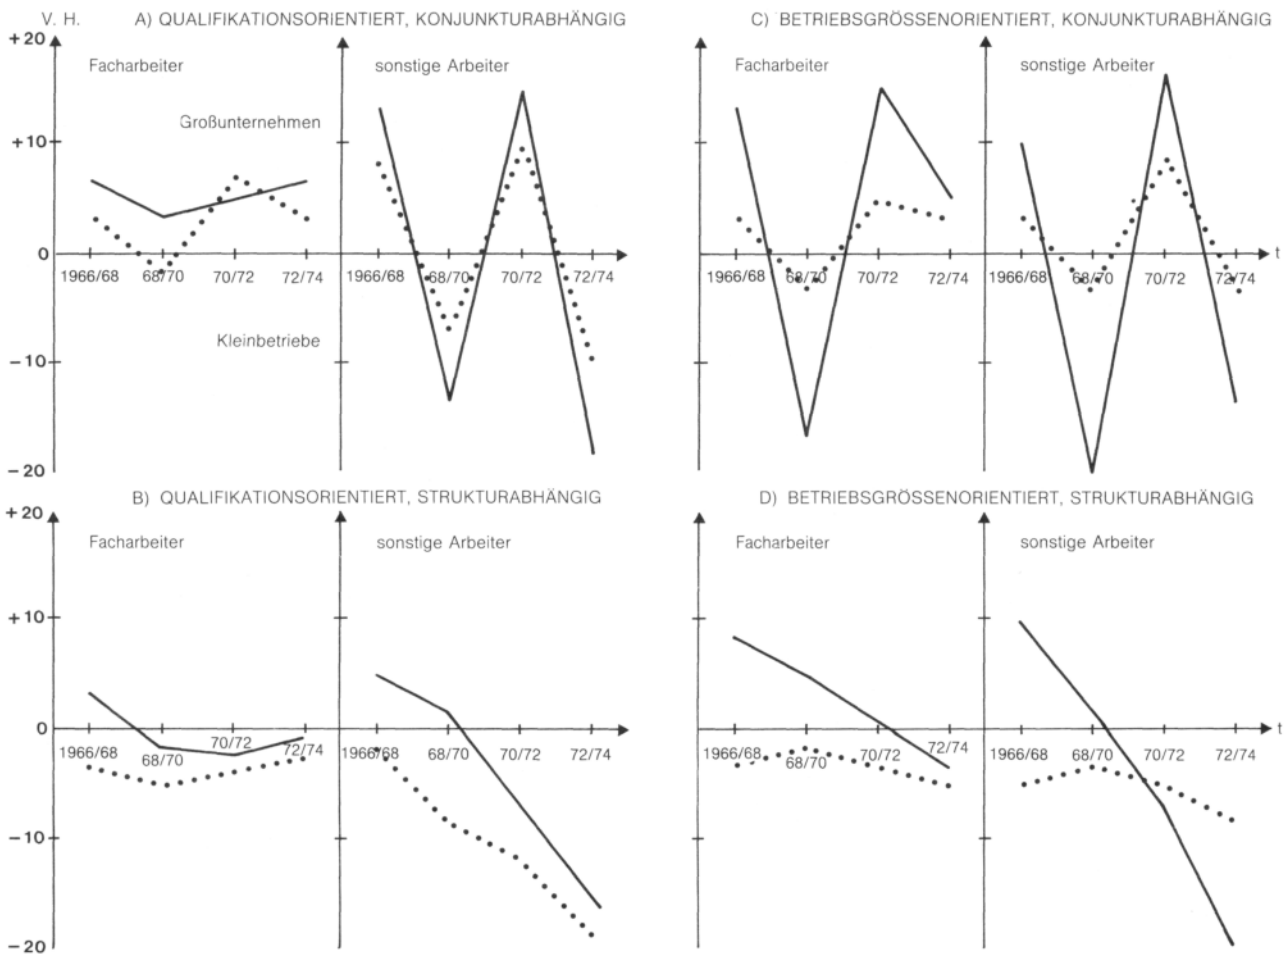 V. H. A) QUALIFIKATIONSORIENTIERT, KONJUNKTURABHÄNGIG
C) BETRIEBSGRÖSSENORIENTIERT, KONJUNKTURABHÄNGIG
+20
Facharbeiter sonstige Arbeiter Facharbeiter sonstige Arbeiter
Großunternehmen
+10
0 t
1966/68 68/70 70/72 72/74 1966/68 68/70 70/72 72/74 1966/68 68/70 70/72 72/74 1966/68 68/70 70/72 72/74
Kleinbetriebe
-10
-20
B) QUALIFIKATIONSORIENTIERT, STRUKTURABHÄNGIG
D) BETRIEBSGRÖSSENORIENTIERT, STRUKTURABHÄNGIG
+20
Facharbeiter sonstige Arbeiter Facharbeiter sonstige Arbeiter
+10
0 t
1966/68 68/70 70/72 72/74 1966/68 68/70 70/72 72/74 1966/68 68/70 70/72 72/74 1966/68 68/70 70/72 72/74
-10
-20